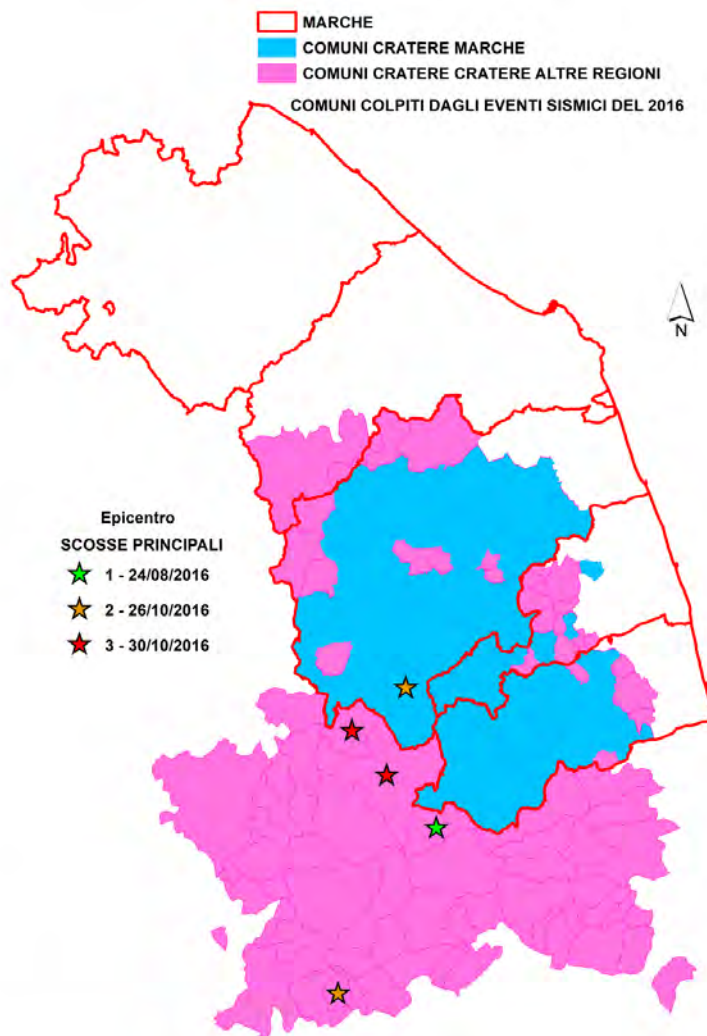 MARCHE
COMUNI CRATERE MARCHE
COMUNI CRATERE CRATERE ALTRE REGIONI
COMUNI COLPITI DAGLI EVENTI SISMICI DEL 2016
N
Epicentro
SCOSSE PRINCIPALI
1 - 24/08/2016
2 - 26/10/2016
3 - 30/10/2016